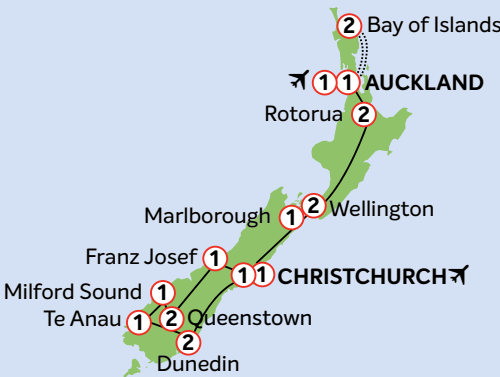 2 Bay of Islands
1 1 AUCKLAND
Rotorua 2
2 Wellington
Marlborough 1
Franz Josef 1
1 1 CHRISTCHURCH
Milford Sound 1
Te Anau 1 2 Queenstown
2
Dunedin